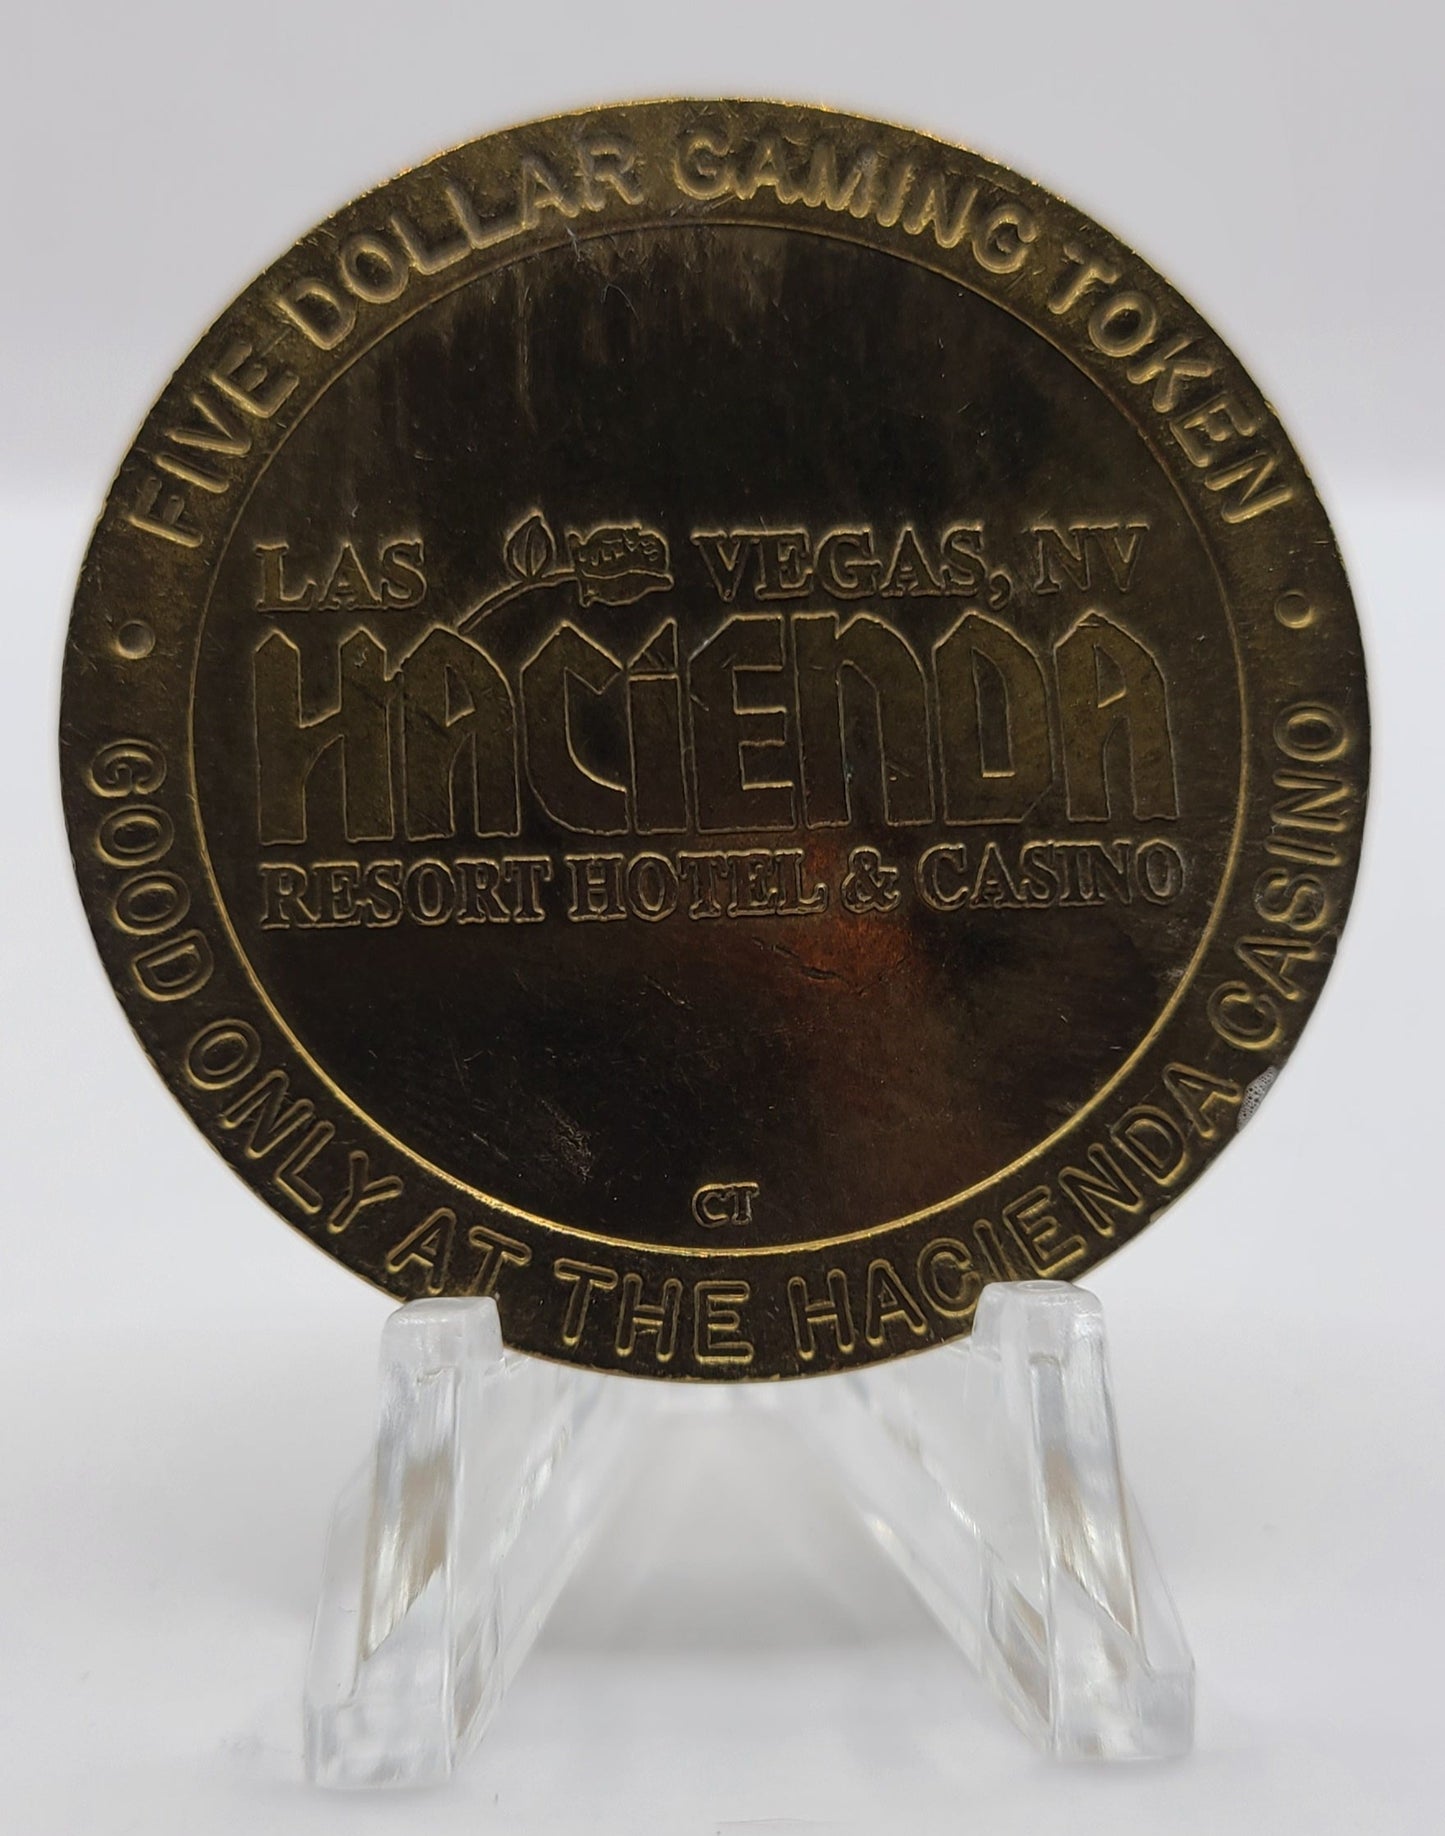 FIVE DOLLAR GAMING TOKEN
LAS VEGAS, NV
HACiENDA
RESORT HOTEL & CASINO
CT
GOOD ONLY AT THE HACIENDA CASINO